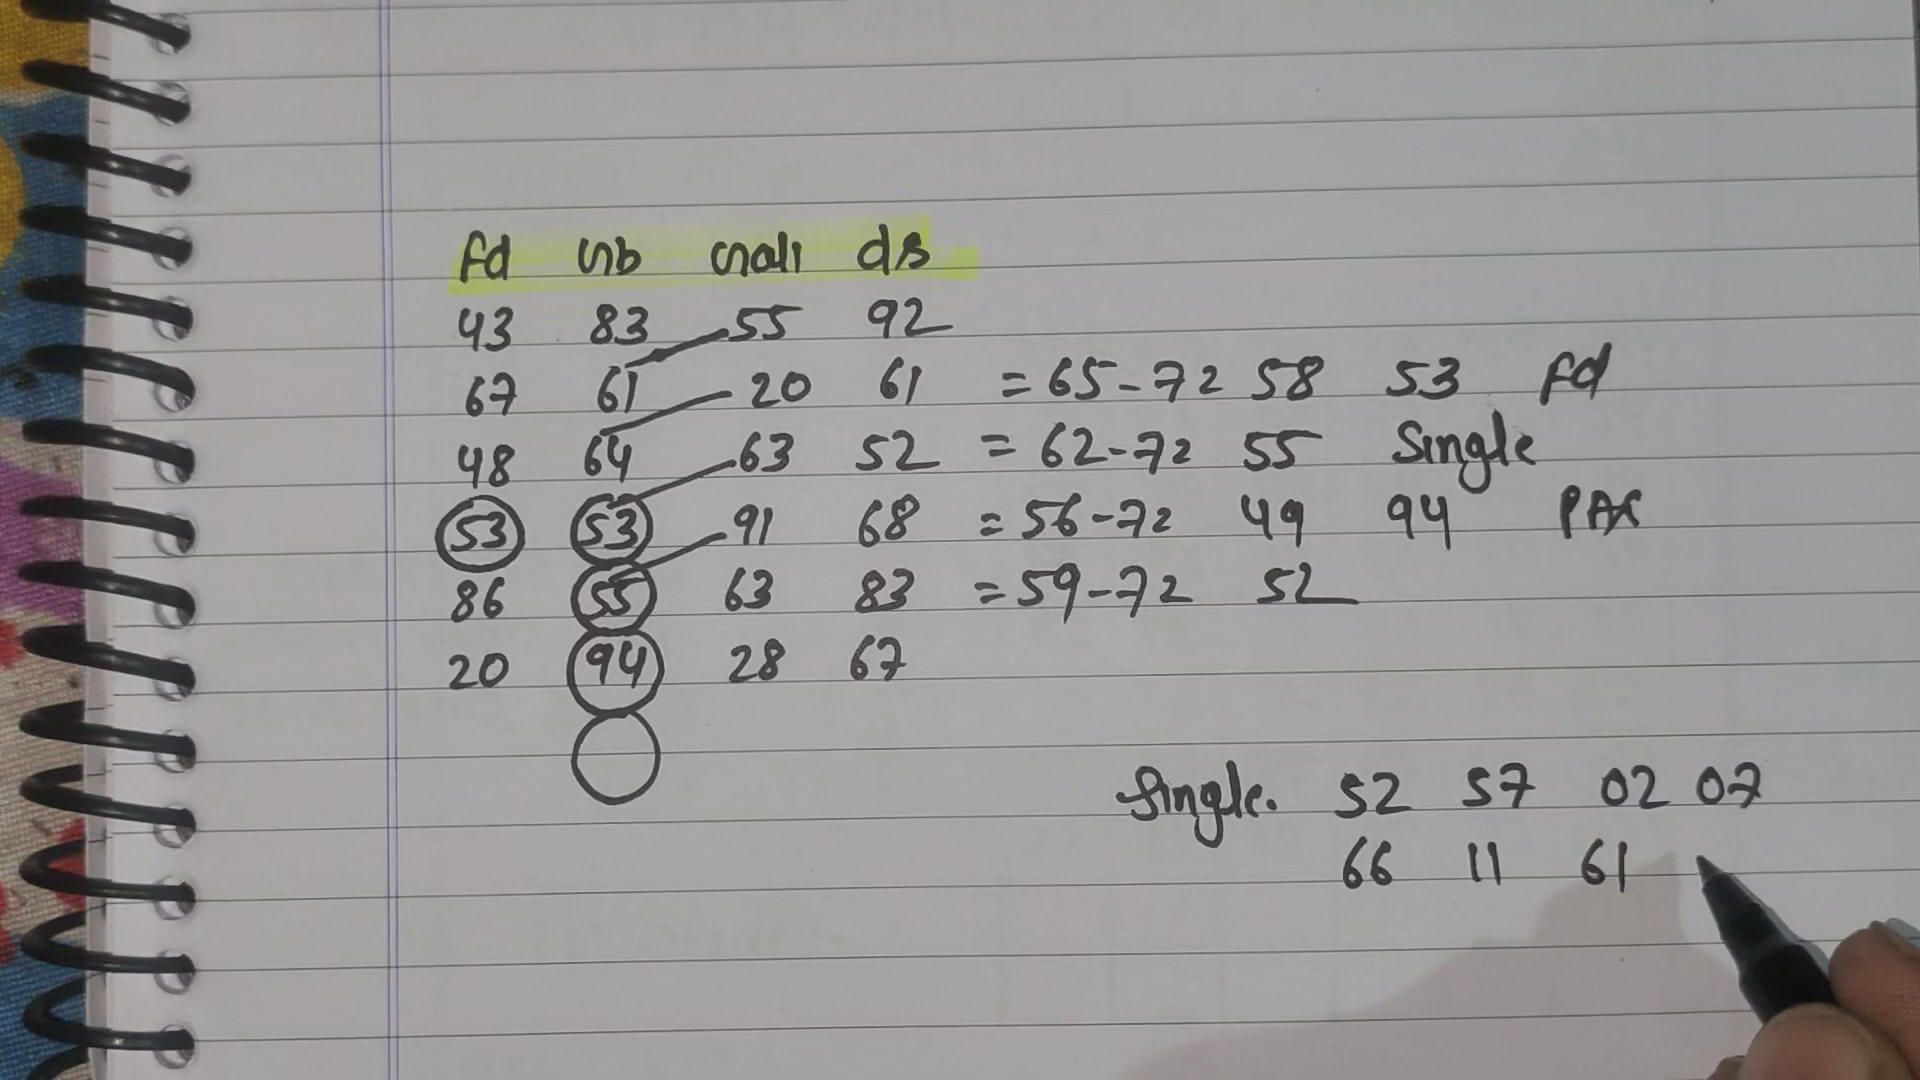 fd Gb Gali ds
43 83 55 92
67 61 20 61 = 65-72 58 53 fd
48 64 63 52 = 62-72 55 Single
53 53 91 68 = 56-72 49 94 PAS
86 55 63 83 = 59-72 52
20 94 28 67
Single. 52 57 02 07
66 11 61